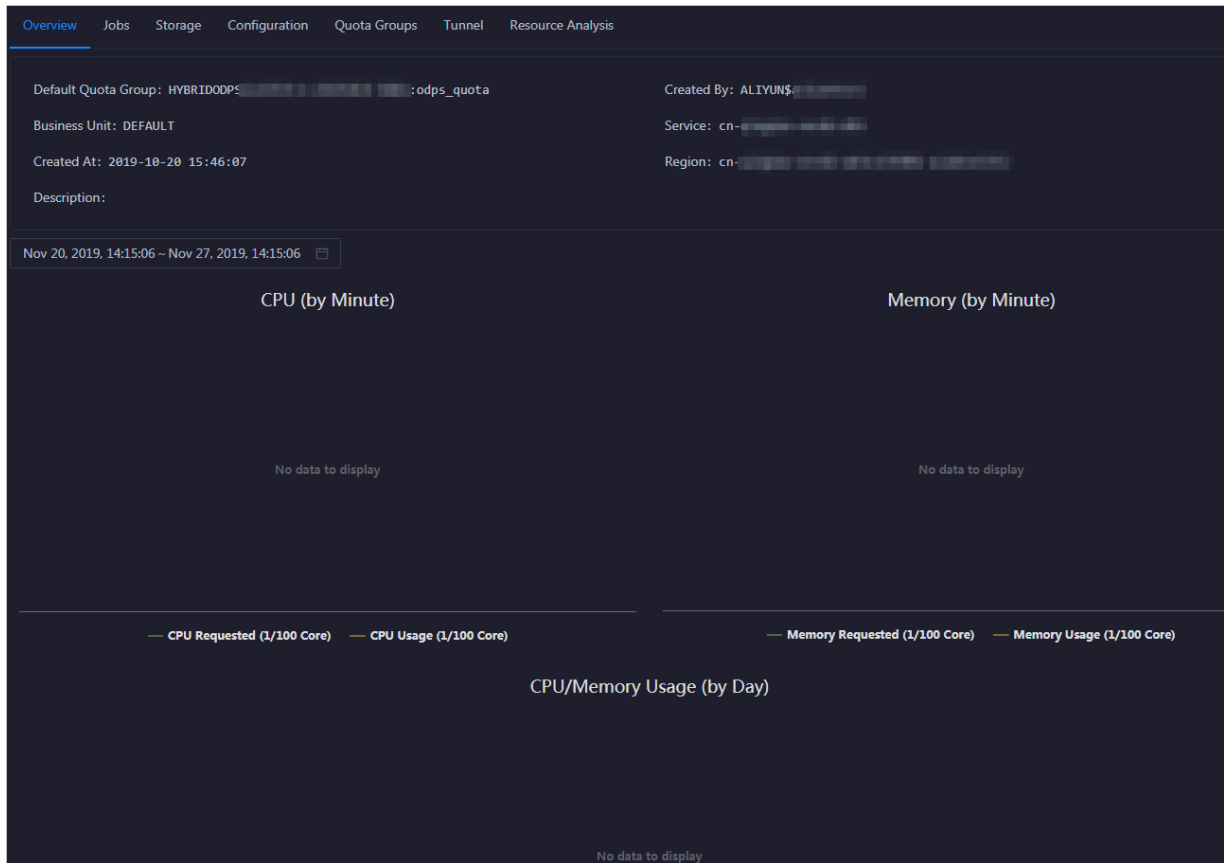 Overview Jobs Storage Configuration Quota Groups Tunnel Resource Analysis
Default Quota Group: HYBRIDODPS :odps_quota
Created By: ALIYUN$
Business Unit: DEFAULT
Service: cn-
Created At: 2019-10-20 15:46:07
Region: cn-
Description:
Nov 20, 2019, 14:15:06 ~ Nov 27, 2019, 14:15:06
CPU (by Minute)
Memory (by Minute)
No data to display
No data to display
CPU Requested (1/100 Core) CPU Usage (1/100 Core)
Memory Requested (1/100 Core) Memory Usage (1/100 Core)
CPU/Memory Usage (by Day)
No data to display